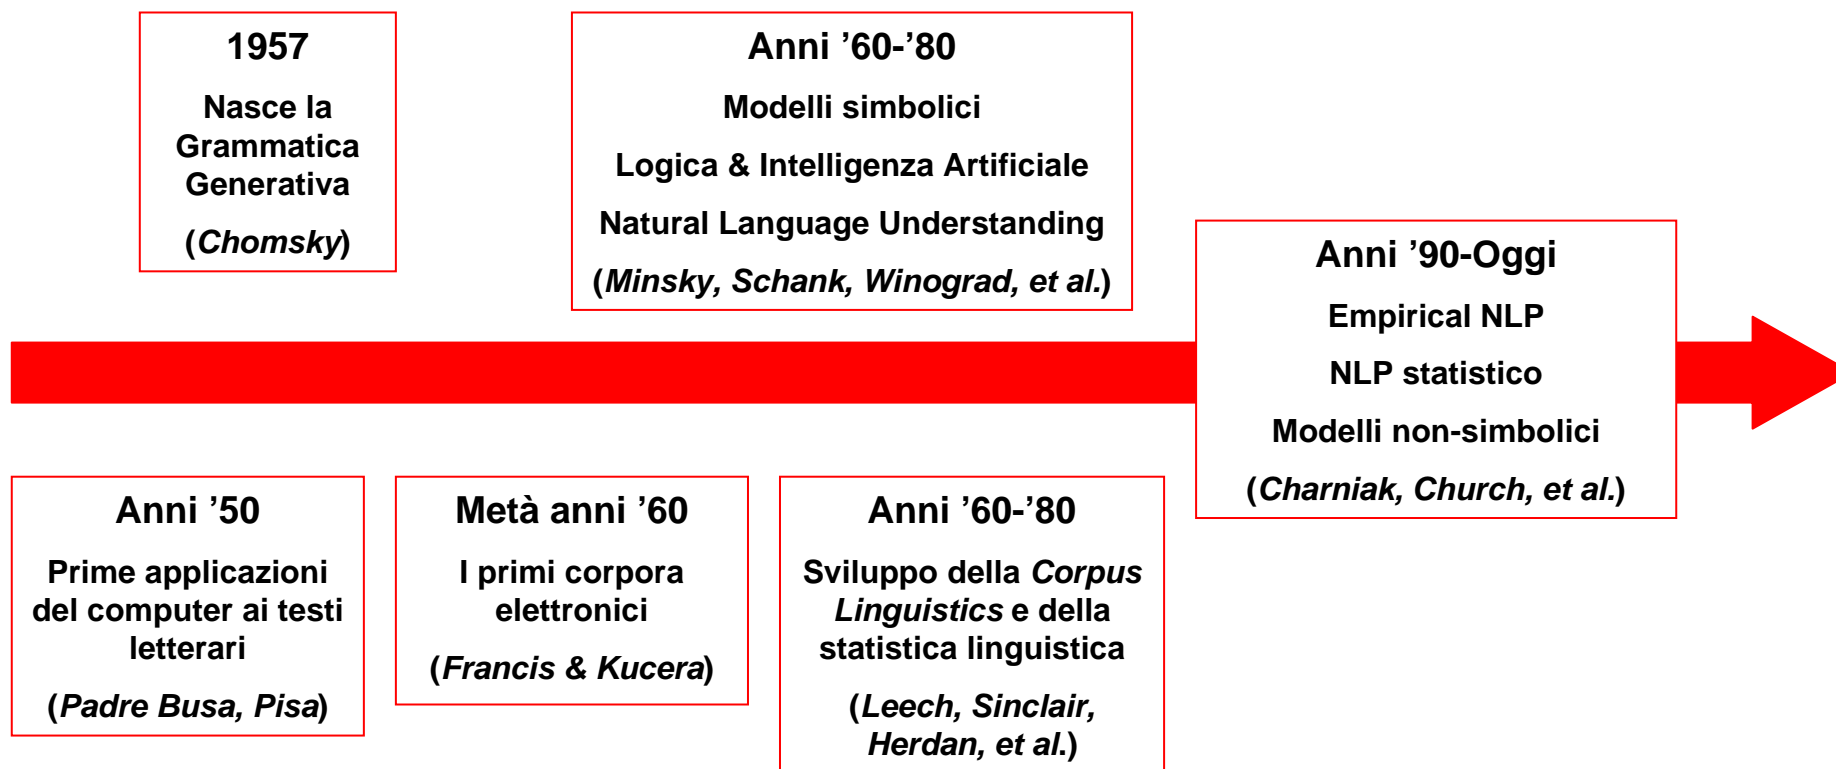 1957
Nasce la
Grammatica
Generativa
(Chomsky)
Anni ’60-’80
Modelli simbolici
Logica & Intelligenza Artificiale
Natural Language Understanding
(Minsky, Schank, Winograd, et al.)
Anni ’90-Oggi
Empirical NLP
NLP statistico
Modelli non-simbolici
(Charniak, Church, et al.)
Anni ’50
Prime applicazioni
del computer ai testi
letterari
(Padre Busa, Pisa)
Metà anni ’60
I primi corpora
elettronici
(Francis & Kucera)
Anni ’60-’80
Sviluppo della Corpus
Linguistics e della
statistica linguistica
(Leech, Sinclair,
Herdan, et al.)